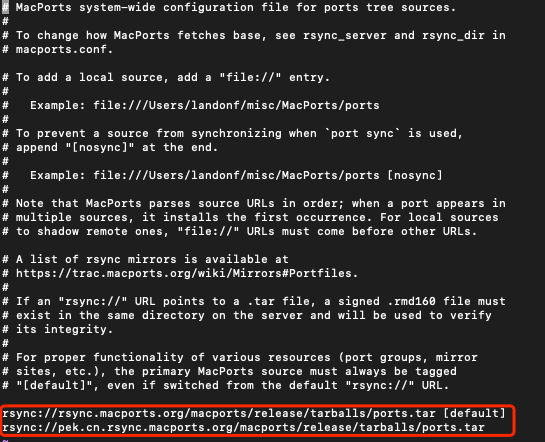 # MacPorts system-wide configuration file for ports tree sources.
#
# To change how MacPorts fetches base, see rsync_server and rsync_dir in
# macports.conf.
#
# To add a local source, add a "file://" entry.
#
#   Example: file:///Users/landonf/misc/MacPorts/ports
#
# To prevent a source from synchronizing when `port sync` is used,
# append "[nosync]" at the end.
#
#   Example: file:///Users/landonf/misc/MacPorts/ports [nosync]
#
# Note that MacPorts parses source URLs in order; when a port appears in
# multiple sources, it installs the first occurrence. For local sources
# to shadow remote ones, "file://" URLs must come before other URLs.
#
# A list of rsync mirrors is available at
# https://trac.macports.org/wiki/Mirrors#Portfiles.
#
# If an "rsync://" URL points to a .tar file, a signed .rmd160 file must
# exist in the same directory on the server and will be used to verify
# its integrity.
#
# For proper functionality of various resources (port groups, mirror
# sites, etc.), the primary MacPorts source must always be tagged
# "[default]", even if switched from the default "rsync://" URL.
rsync://rsync.macports.org/macports/release/tarballs/ports.tar [default]
rsync://pek.cn.rsync.macports.org/macports/release/tarballs/ports.tar
~